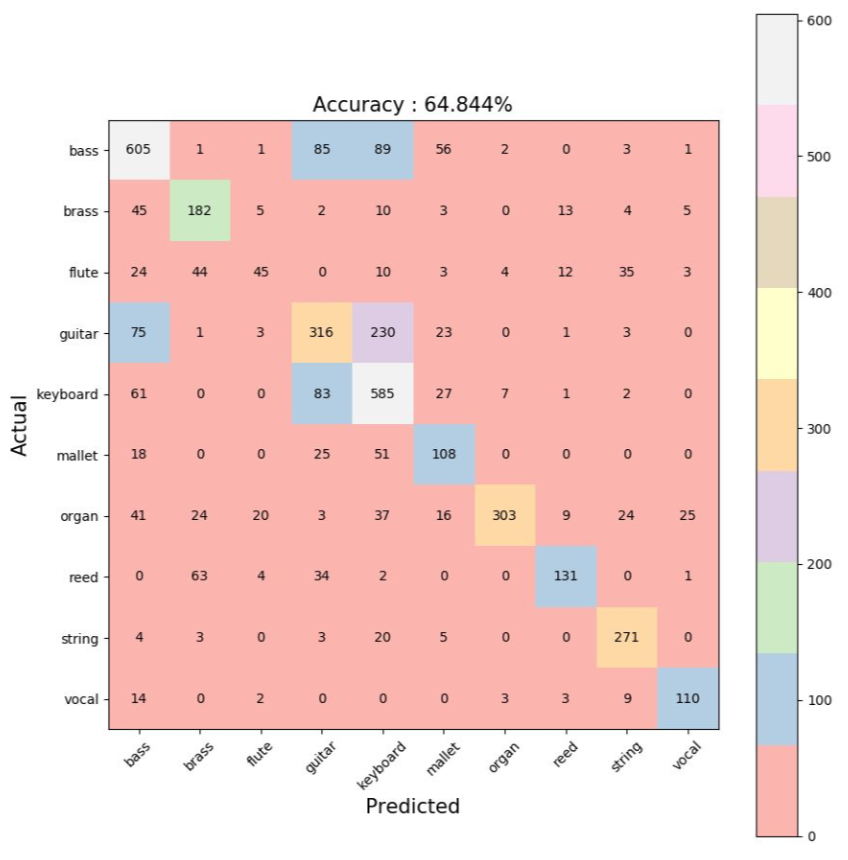 Accuracy : 64.844%
bass 605 1 1 85 89 56 2 0 3 1
brass 45 182 5 2 10 3 0 13 4 5
flute 24 44 45 0 10 3 4 12 35 3
guitar 75 1 3 316 230 23 0 1 3 0
keyboard 61 0 0 83 585 27 7 1 2 0
mallet 18 0 0 25 51 108 0 0 0 0
organ 41 24 20 3 37 16 303 9 24 25
reed 0 63 4 34 2 0 0 131 0 1
string 4 3 0 3 20 5 0 0 271 0
vocal 14 0 2 0 0 0 3 3 9 110
bass brass flute guitar keyboard mallet organ reed string vocal
Actual
Predicted
600
500
400
300
200
100
0